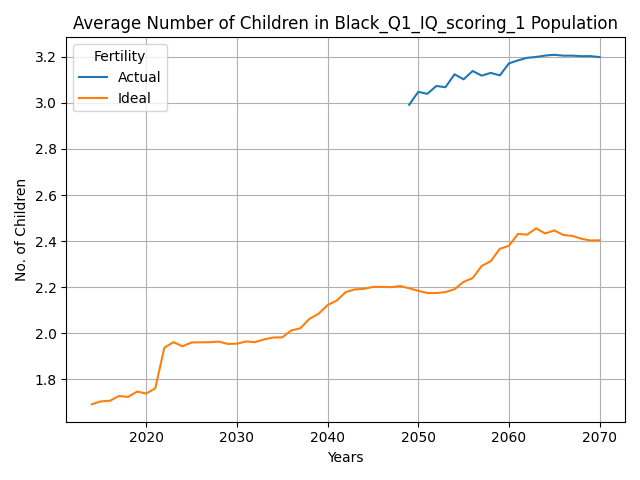 Average Number of Children in Black_Q1_IQ_scoring_1 Population
Fertility
Actual
Ideal
No. of Children
3.2
3.0
2.8
2.6
2.4
2.2
2.0
1.8
2020 2030 2040 2050 2060 2070
Years